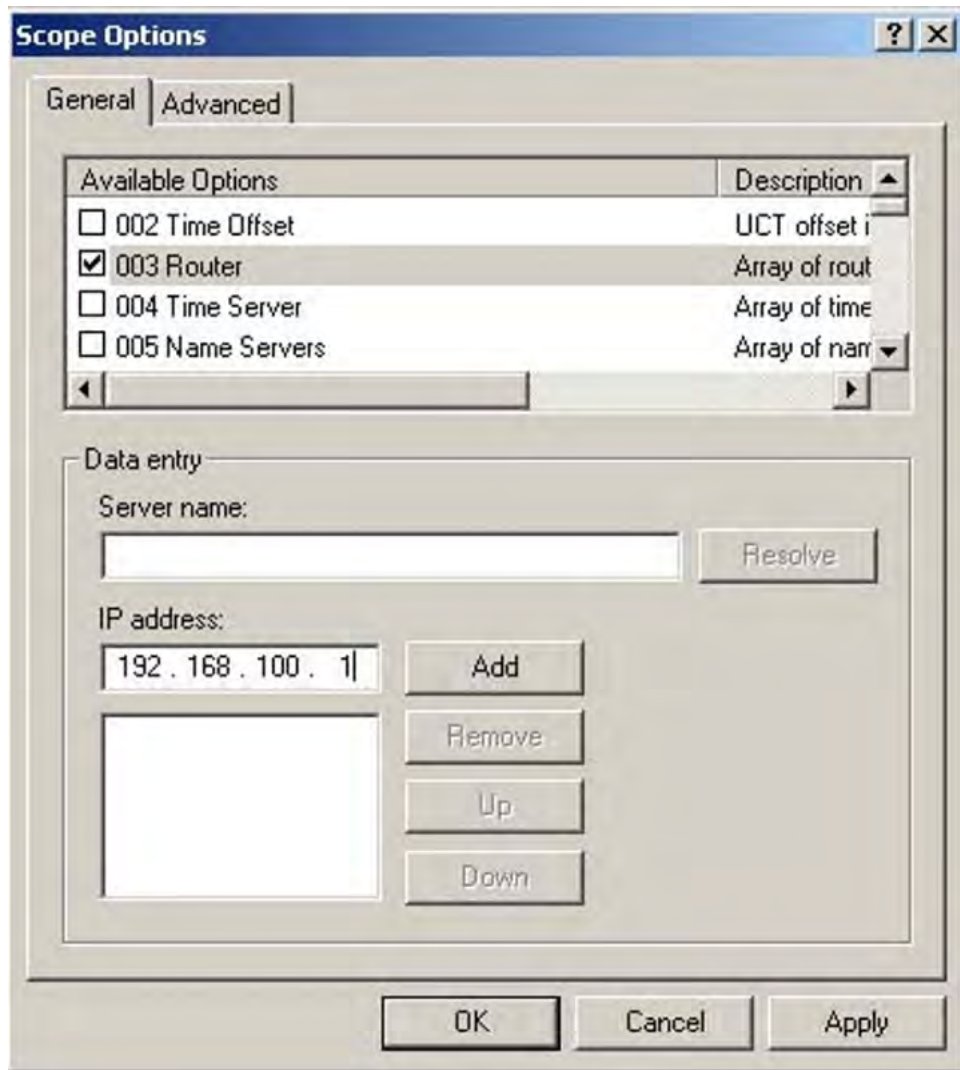 Scope Options
General Advanced
Available Options Description
002 Time Offset UCT offset i
003 Router Array of rout
004 Time Server Array of time
005 Name Servers Array of nam
Data entry
Server name:
Resolve
IP address:
192 . 168 . 100 . 1 Add
Remove
Up
Down
OK Cancel Apply